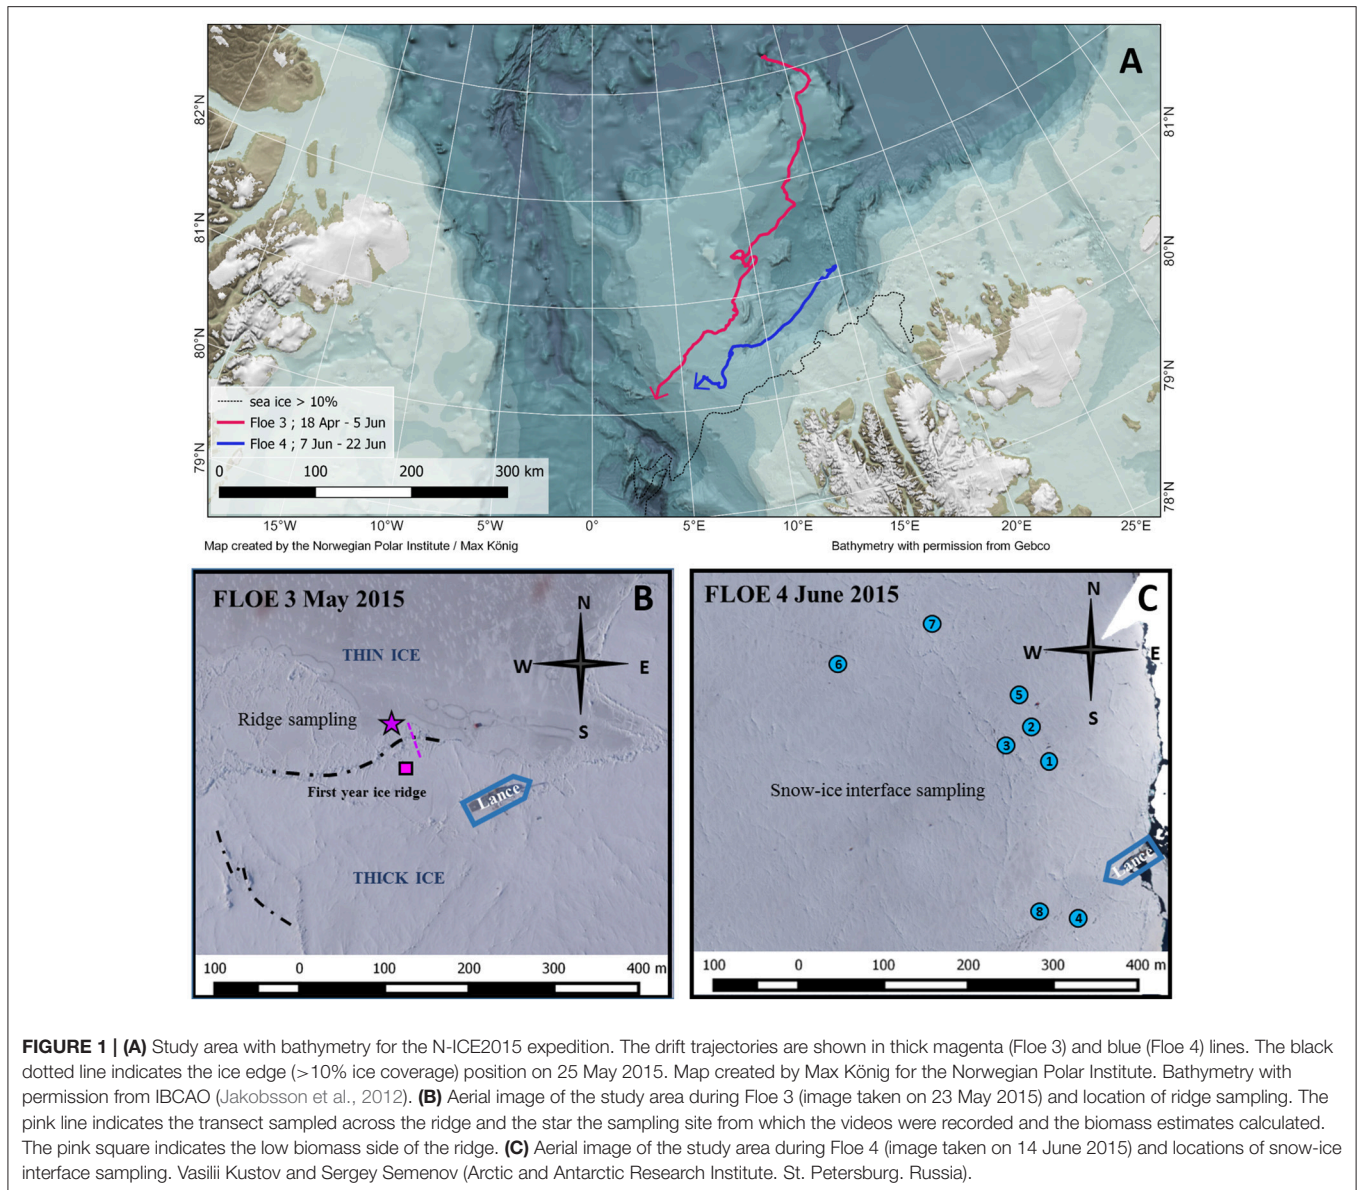 A
82°N
81°N
80°N
79°N
81°N
80°N
79°N
78°N
sea ice > 10%
Floe 3 ; 18 Apr - 5 Jun
Floe 4 ; 7 Jun - 22 Jun
0 100 200 300 km
15°W 10°W 5°W 0° 5°E 10°E 15°E 20°E 25°E
Map created by the Norwegian Polar Institute / Max König
Bathymetry with permission from Gebco
FLOE 3 May 2015
B
N
W
E
S
THIN ICE
Ridge sampling
First year ice ridge
Lance
THICK ICE
100 0 100 200 300 400 m
FLOE 4 June 2015
C
N
W
E
S
7
6
5
2
3
1
Snow-ice interface sampling
Lance
8
4
100 0 100 200 300 400 m
FIGURE 1 | (A) Study area with bathymetry for the N-ICE2015 expedition. The drift trajectories are shown in thick magenta (Floe 3) and blue (Floe 4) lines. The black
dotted line indicates the ice edge (>10% ice coverage) position on 25 May 2015. Map created by Max König for the Norwegian Polar Institute. Bathymetry with
permission from IBCAO (Jakobsson et al., 2012). (B) Aerial image of the study area during Floe 3 (image taken on 23 May 2015) and location of ridge sampling. The
pink line indicates the transect sampled across the ridge and the star the sampling site from which the videos were recorded and the biomass estimates calculated.
The pink square indicates the low biomass side of the ridge. (C) Aerial image of the study area during Floe 4 (image taken on 14 June 2015) and locations of snow-ice
interface sampling. Vasilii Kustov and Sergey Semenov (Arctic and Antarctic Research Institute. St. Petersburg. Russia).